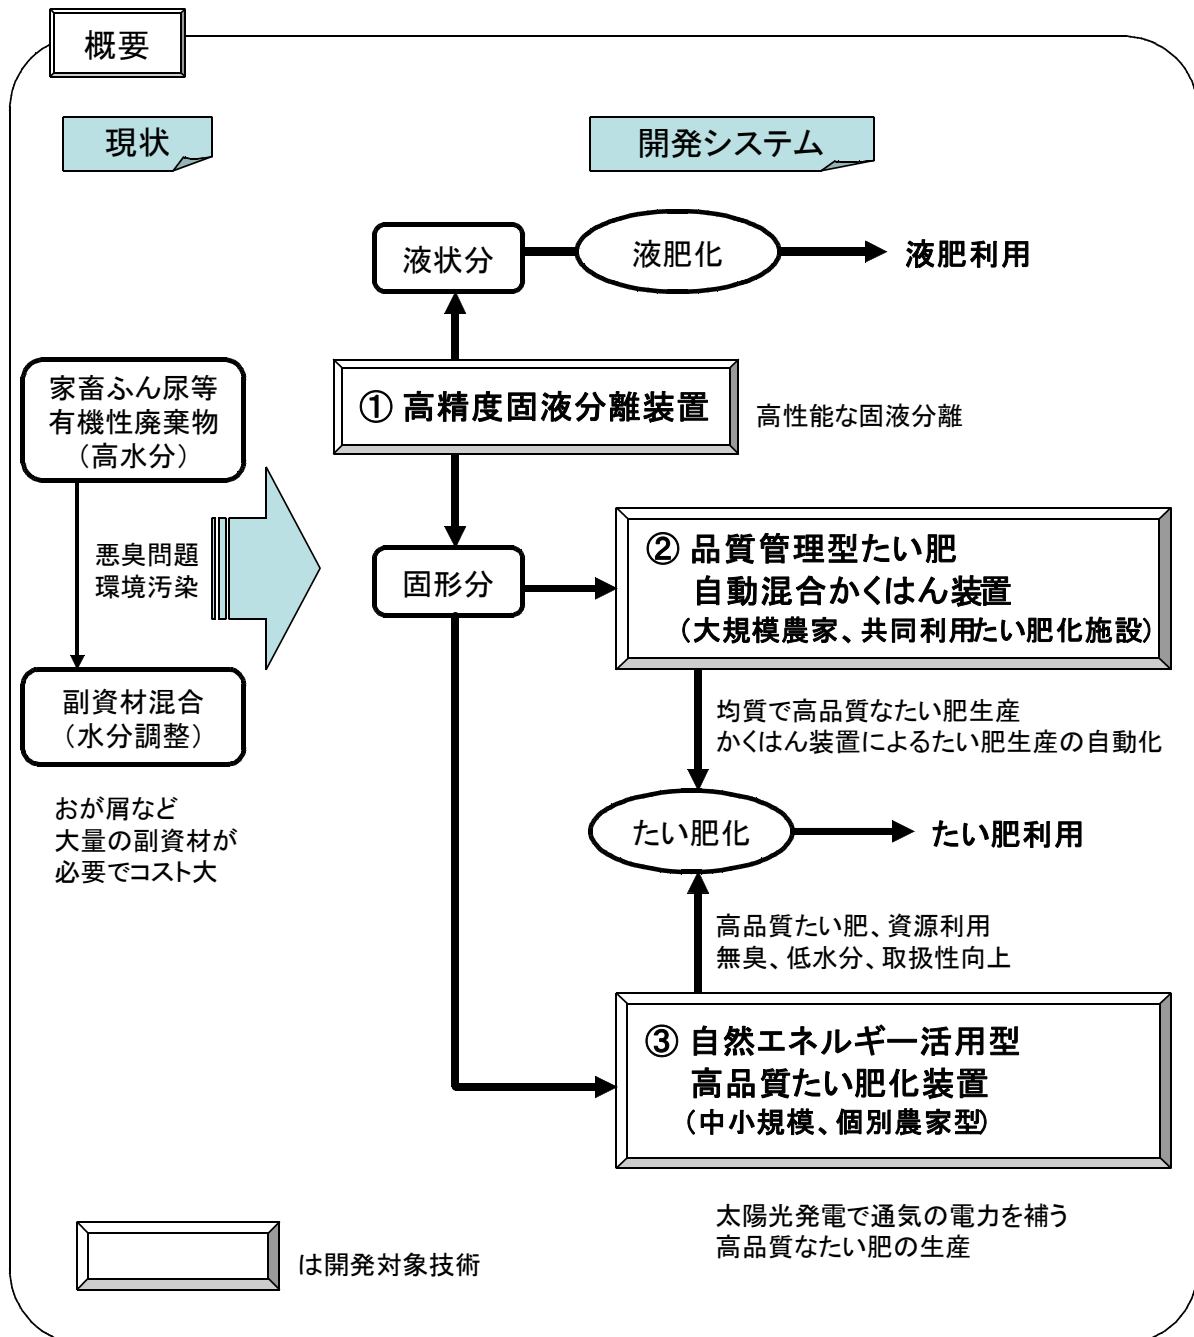 概要
現状
開発システム
液状分
液肥化
液肥利用
家畜ふん尿等
有機性廃棄物
（高水分）
① 高精度固液分離装置
高性能な固液分離
悪臭問題
環境汚染
固形分
② 品質管理型たい肥
自動混合かくはん装置
（大規模農家、共同利用たい肥化施設）
副資材混合
（水分調整）
均質で高品質なたい肥生産
かくはん装置によるたい肥生産の自動化
おが屑など
大量の副資材が
必要でコスト大
たい肥化
たい肥利用
高品質たい肥、資源利用
無臭、低水分、取扱性向上
③ 自然エネルギー活用型
高品質たい肥化装置
（中小規模、個別農家型）
太陽光発電で通気の電力を補う
高品質なたい肥の生産
は開発対象技術